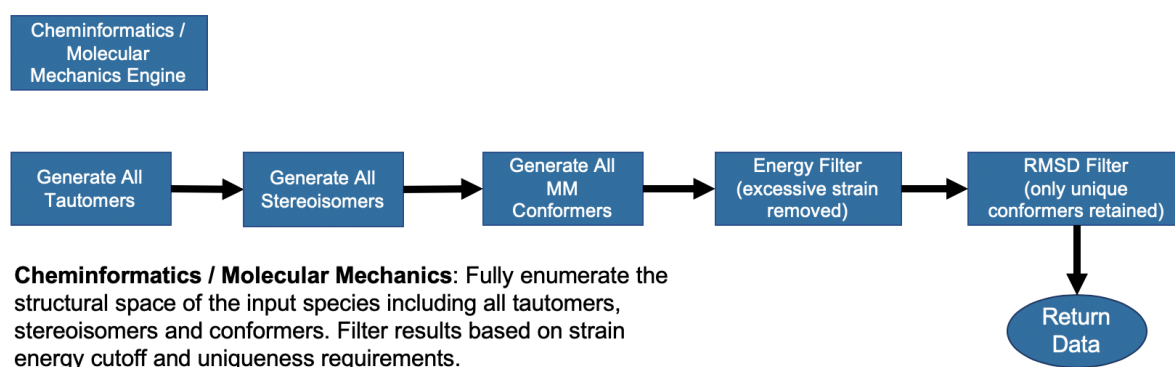 Cheminformatics /
Molecular
Mechanics Engine
Generate All
Tautomers
Generate All
Stereoisomers
Generate All
MM
Conformers
Energy Filter
(excessive strain
removed)
RMSD Filter
(only unique
conformers retained)
Cheminformatics / Molecular Mechanics: Fully enumerate the
structural space of the input species including all tautomers,
stereoisomers and conformers. Filter results based on strain
energy cutoff and uniqueness requirements.
Return
Data